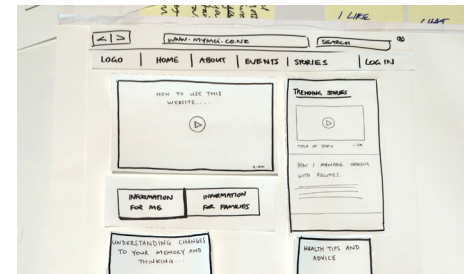 I LIKE
< | >
WWW.MYMCI.CO.NZ
SEARCH
LOGO | HOME | ABOUT | EVENTS | STORIES | LOG IN
HOW TO USE THIS
WEBSITE....
TRENDING STORIES
INFORMATION
FOR ME
INFORMATION
FOR FAMILIES
HOW I MANAGE COOKING
WITH RECIPES.
UNDERSTANDING CHANGES
TO YOUR MEMORY AND
THINKING...
HEALTH TIPS AND
ADVICE